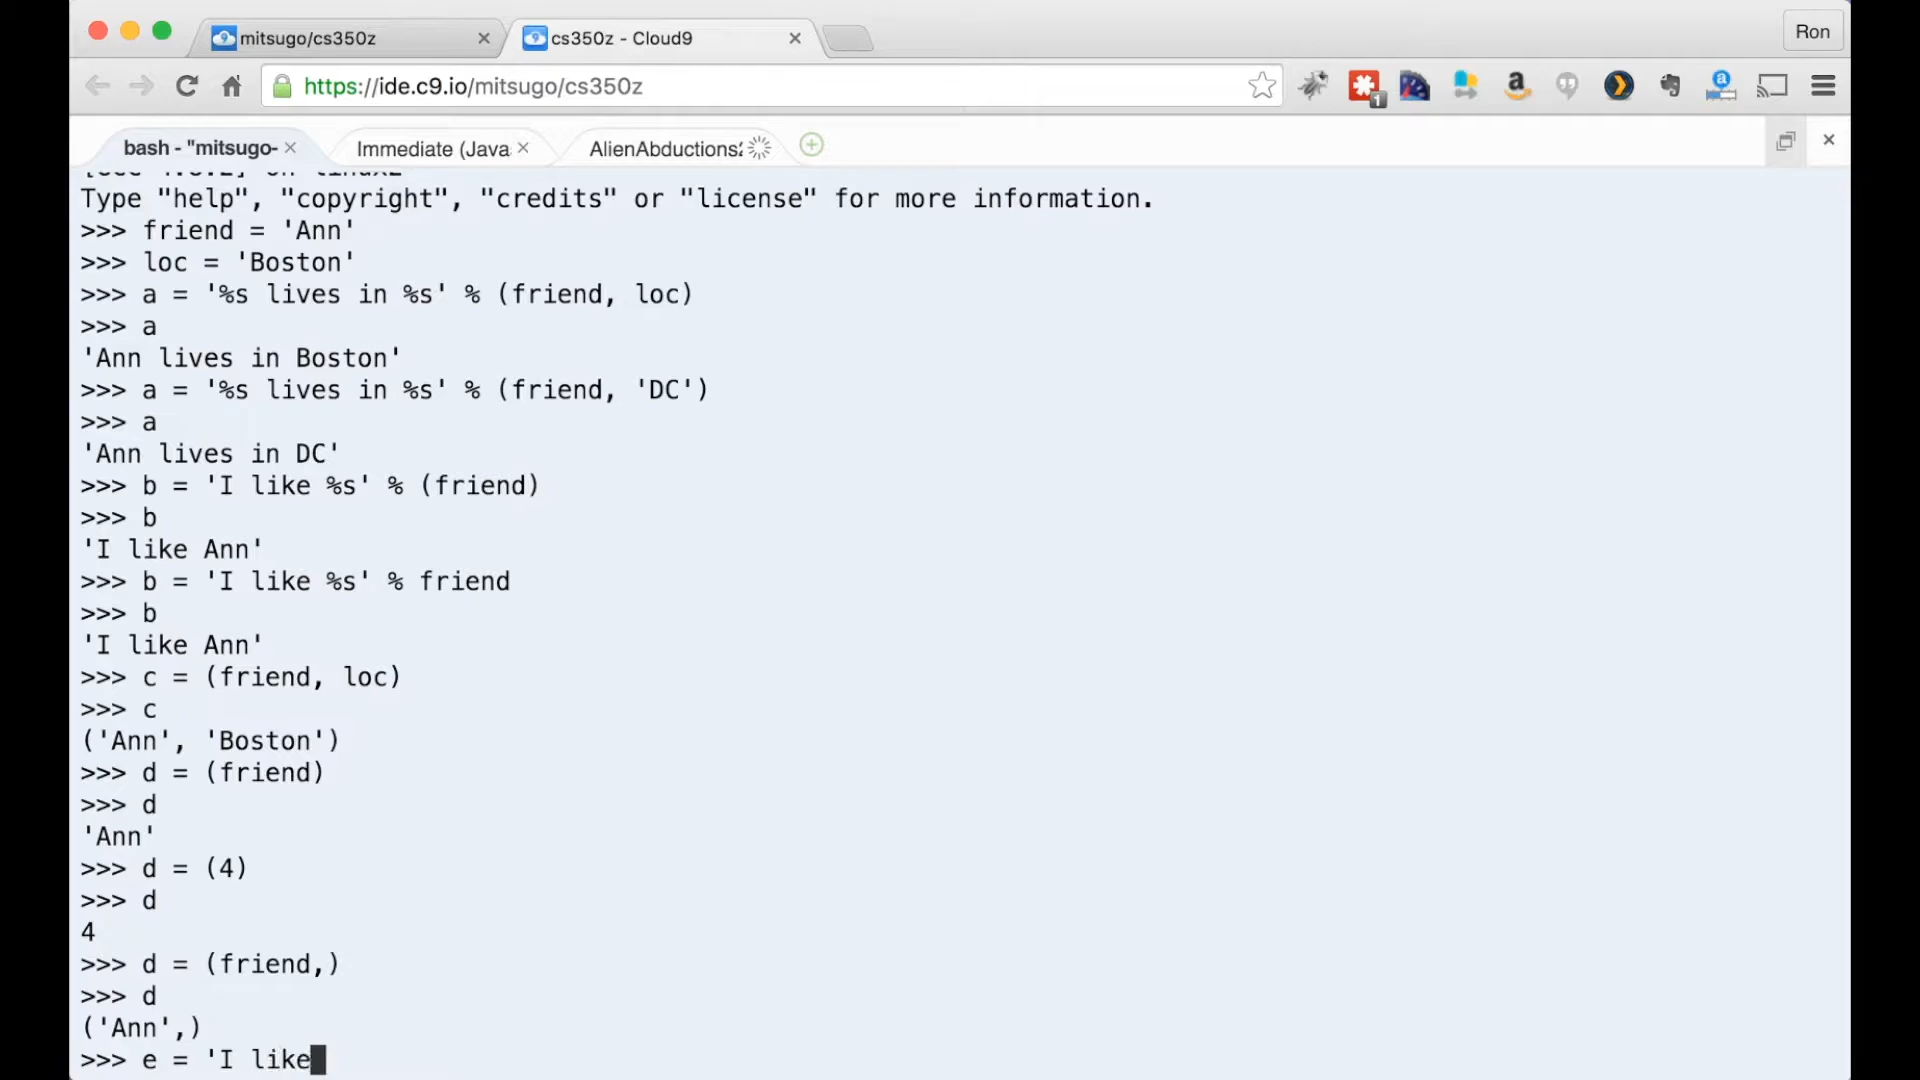 mitsugo/cs350z
cs350z - Cloud9
Ron
https://ide.c9.io/mitsugo/cs350z
bash - "mitsugo-
Immediate (Java
AlienAbductions
Type "help", "copyright", "credits" or "license" for more information.
>>> friend = 'Ann'
>>> loc = 'Boston'
>>> a = '%s lives in %s' % (friend, loc)
>>> a
'Ann lives in Boston'
>>> a = '%s lives in %s' % (friend, 'DC')
>>> a
'Ann lives in DC'
>>> b = 'I like %s' % (friend)
>>> b
'I like Ann'
>>> b = 'I like %s' % friend
>>> b
'I like Ann'
>>> c = (friend, loc)
>>> c
('Ann', 'Boston')
>>> d = (friend)
>>> d
'Ann'
>>> d = (4)
>>> d
4
>>> d = (friend,)
>>> d
('Ann',)
>>> e = 'I like